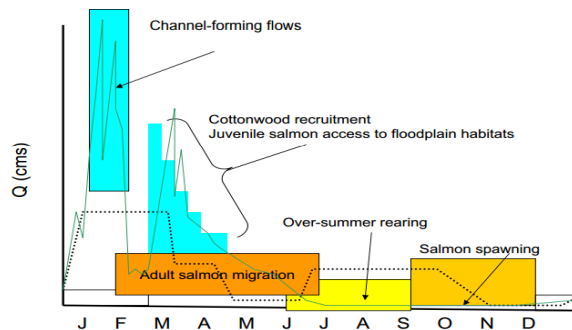 Channel-forming flows
Cottonwood recruitment
Juvenile salmon access to floodplain habitats
Q (cms)
Over-summer rearing
Salmon spawning
Adult salmon migration
J F M A M J J A S O N D